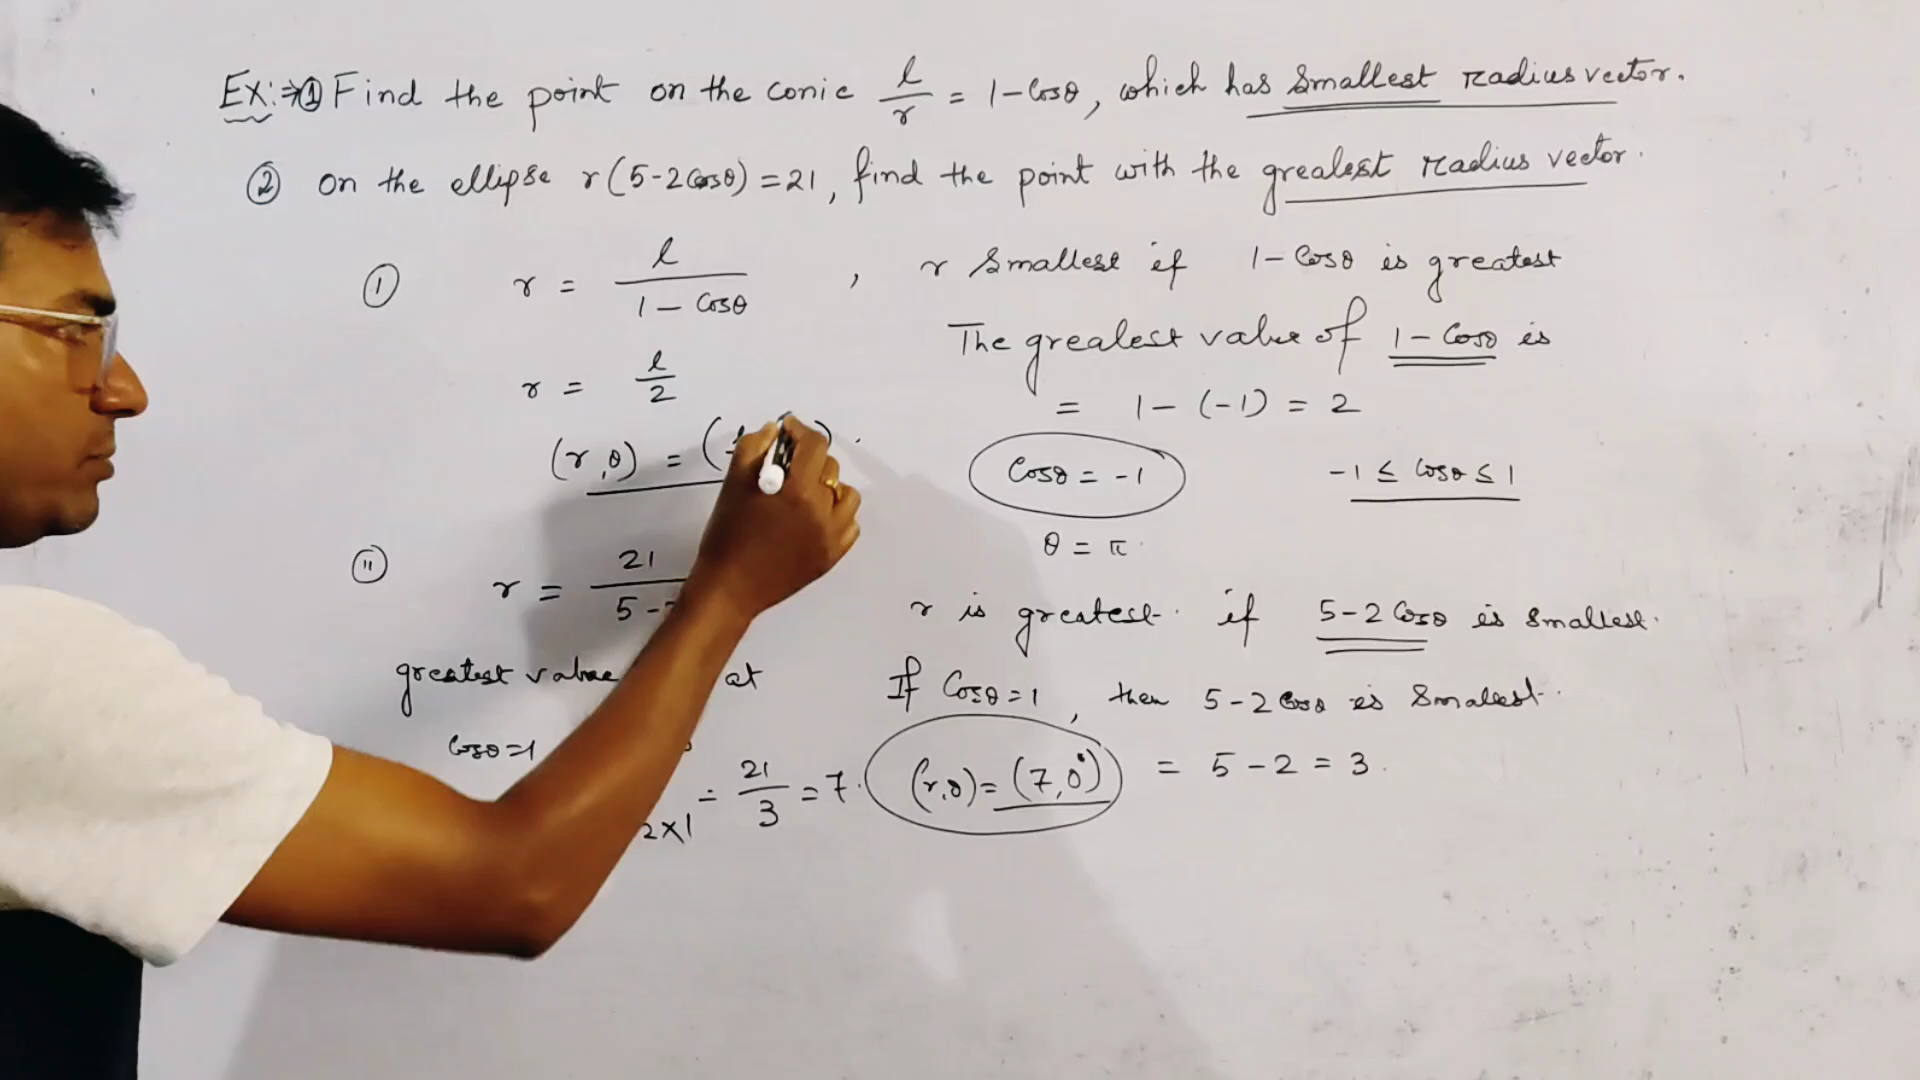 Ex:⇒① Find the point on the conic l/r = 1-Cosθ, which has smallest radius vector.
② On the ellipse r(5-2Cosθ)=21, find the point with the greatest radius vector.
① r = l/(1-Cosθ) , r smallest if 1-Cosθ is greatest
The greatest value of 1-Cosθ is
r = l/2
= 1-(-1) = 2
(r,θ) = (
Cosθ = -1
-1 ≤ Cosθ ≤ 1
θ = π
⑪ r = 21/5-
r is greatest. if 5-2Cosθ is smallest.
greatest value at
If Cosθ=1, then 5-2Cosθ is smallest.
Cosθ=1
2×1 = 21/3 = 7.
(r,θ)=(7,0°)
= 5-2 = 3.